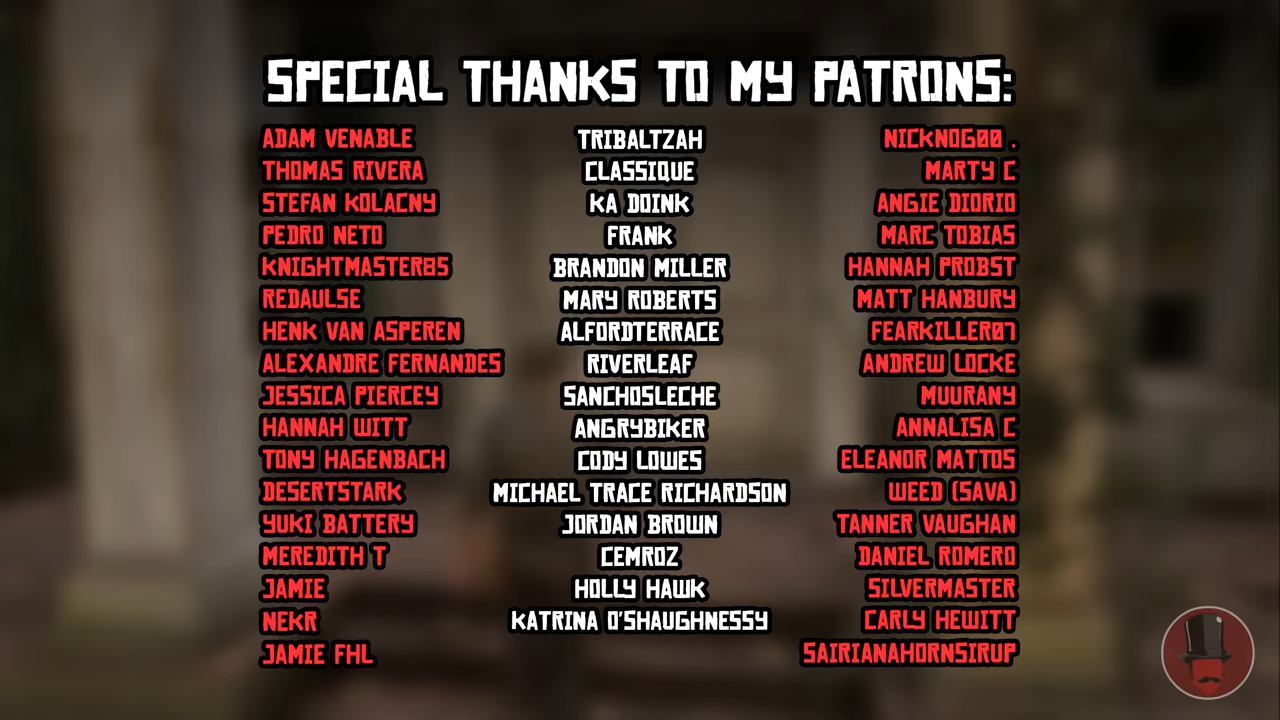 SPECIAL THANKS TO MY PATRONS:
ADAM VENABLE
THOMAS RIVERA
STEFAN KOLACNY
PEDRO NETO
KNIGHTMASTER85
REDAULSE
HENK VAN ASPEREN
ALEXANDRE FERNANDES
JESSICA PIERCEY
HANNAH WITT
TONY HAGENBACH
DESERTSTARK
YUKI BATTERY
MEREDITH T
JAMIE
NEKR
JAMIE FHL
TRIBALTZAH
CLASSIQUE
KA DOINK
FRANK
BRANDON MILLER
MARY ROBERTS
ALFORDTERRACE
RIVERLEAF
SANCHOSLECHE
ANGRYBIKER
CODY LOWES
MICHAEL TRACE RICHARDSON
JORDAN BROWN
CEMROZ
HOLLY HAWK
KATRINA O'SHAUGHNESSY
NICKNOG00 .
MARTY C
ANGIE DIORIO
MARC TOBIAS
HANNAH PROBST
MATT HANBURY
FEARKILLER07
ANDREW LOCKE
MUURANY
ANNALISA C
ELEANOR MATTOS
WEED (SAVA)
TANNER VAUGHAN
DANIEL ROMERO
SILVERMASTER
CARLY HEWITT
SAIRIANAHORNSIRUP